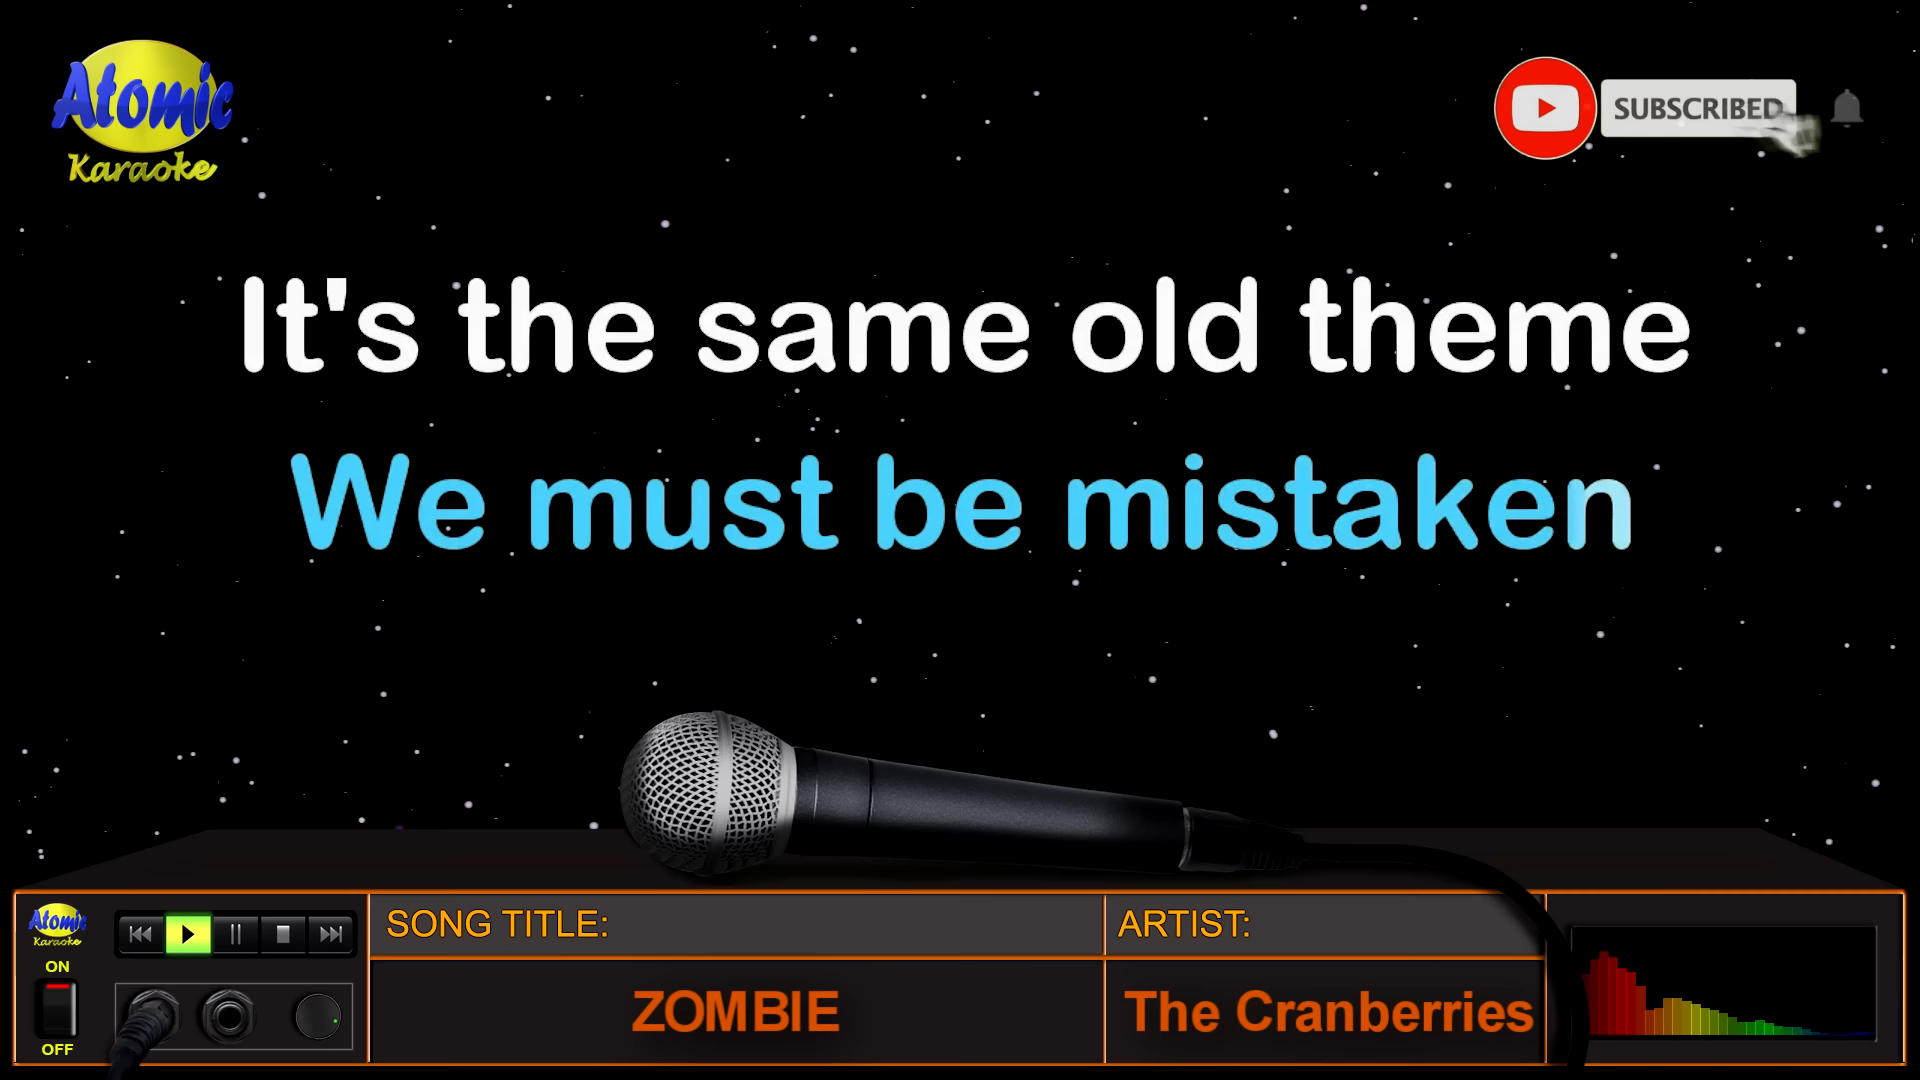 Atomic
Karaoke
SUBSCRIBED
It's the same old theme
We must be mistaken
Atomic
Karaoke
ON
OFF
SONG TITLE:
ARTIST:
ZOMBIE
The Cranberries